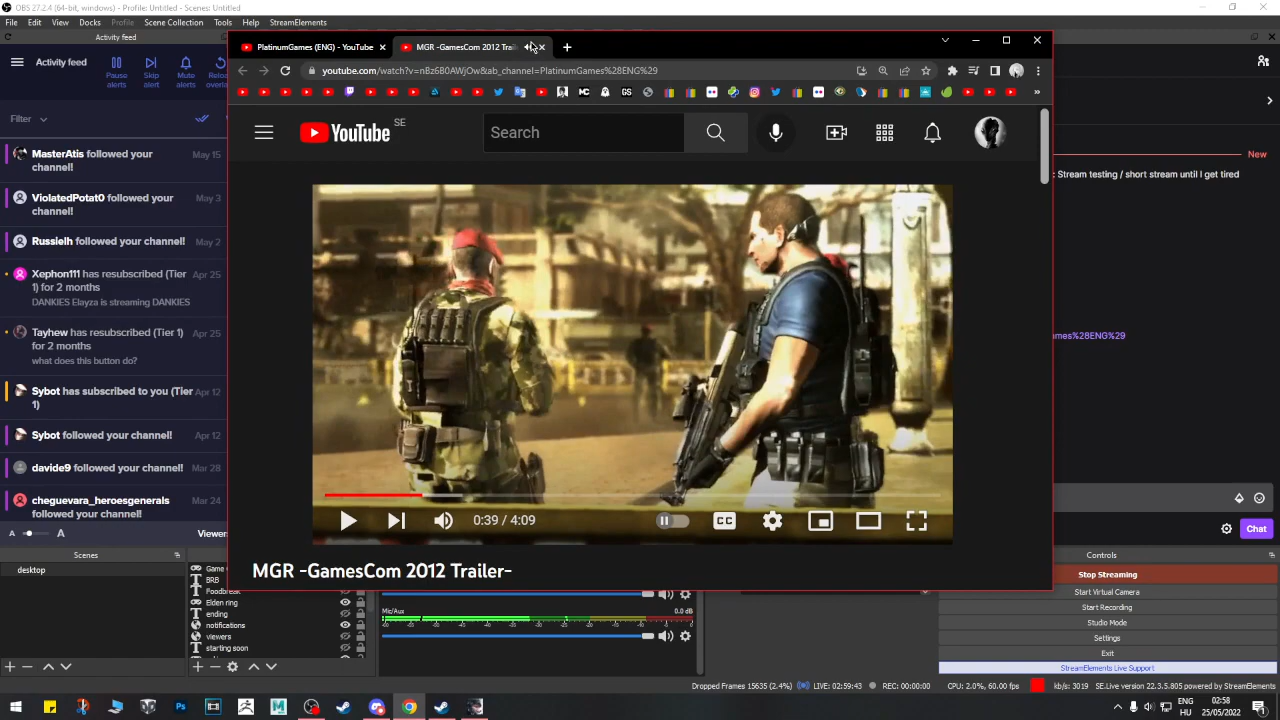 OBS 27.2.4 (64-bit, windows) - Profile: Untitled - Scenes: Untitled
File Edit View Docks Profile Scene Collection Tools Help StreamElements
Activity feed
Activity feed
Pause alerts
Skip alerts
Mute alerts
Filter
MasterAtis followed your channel!
May 15
ViolatedPotat0 followed your channel!
May 3
Russielh followed your channel!
May 2
Xephon111 has resubscribed (Tier 1) for 2 months
Apr 25
DANKIES Elayza is streaming DANKIES
Tayhew has resubscribed (Tier 1) for 2 months
Apr 25
what does this button do?
Sybot has subscribed to you (Tier 1)
Apr 12
Sybot followed your channel!
Apr 12
davide9 followed your channel!
Mar 28
cheguevara_heroesgenerals followed your channel!
Mar 24
A A
PlatinumGames (ENG) - YouTube
MGR -GamesCom 2012 Trai
youtube.com/watch?v=nBz6B0AWjOw&ab_channel=PlatinumGames%28ENG%29
MC
GS
YouTube SE
Search
0:39 / 4:09
CC
MGR -GamesCom 2012 Trailer-
New
: Stream testing / short stream until I get tired
mes%28ENG%29
Chat
Scenes
desktop
Game
BRB
Foodbreak
Elden ring
ending
notifications
viewers
starting soon
Mic/Aux
0.0 dB
Controls
Stop Streaming
Start Virtual Camera
Start Recording
Studio Mode
Settings
Exit
StreamElements Live Support
Dropped Frames 15635 (2.4%)
LIVE: 02:59:43
REC: 00:00:00
CPU: 2.0%, 60.00 fps
kb/s: 3019
SE.Live version 22.3.5.805 powered by StreamElements
Ps
M
ENG
HU
02:58
25/05/2022
1